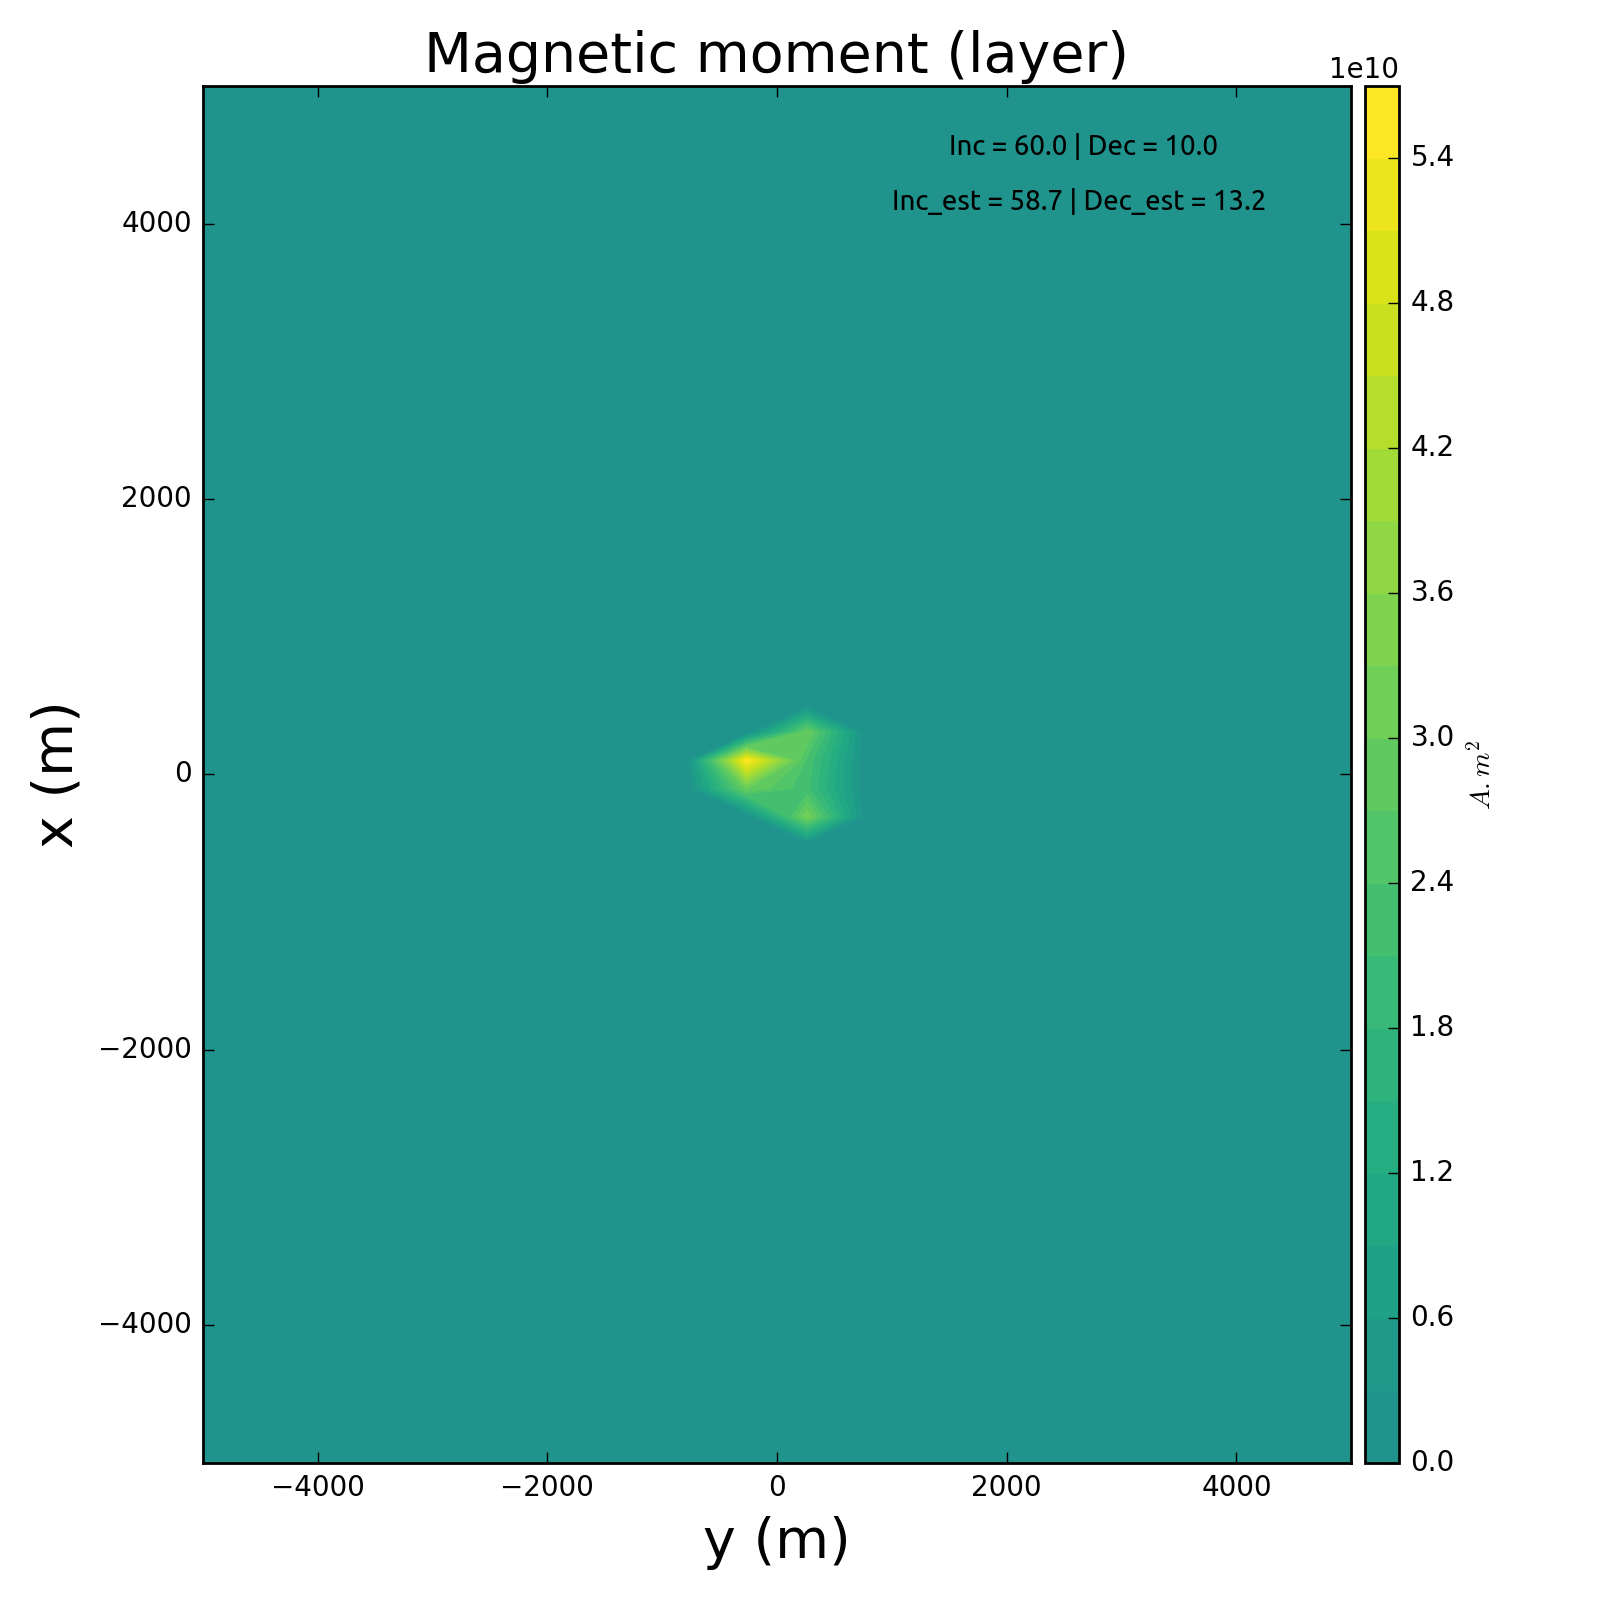 Magnetic moment (layer)
1e10
Inc = 60.0 | Dec = 10.0
Inc_est = 58.7 | Dec_est = 13.2
4000
2000
0
−2000
−4000
x (m)
−4000
−2000
0
2000
4000
y (m)
5.4
4.8
4.2
3.6
3.0
2.4
1.8
1.2
0.6
0.0
A.m²